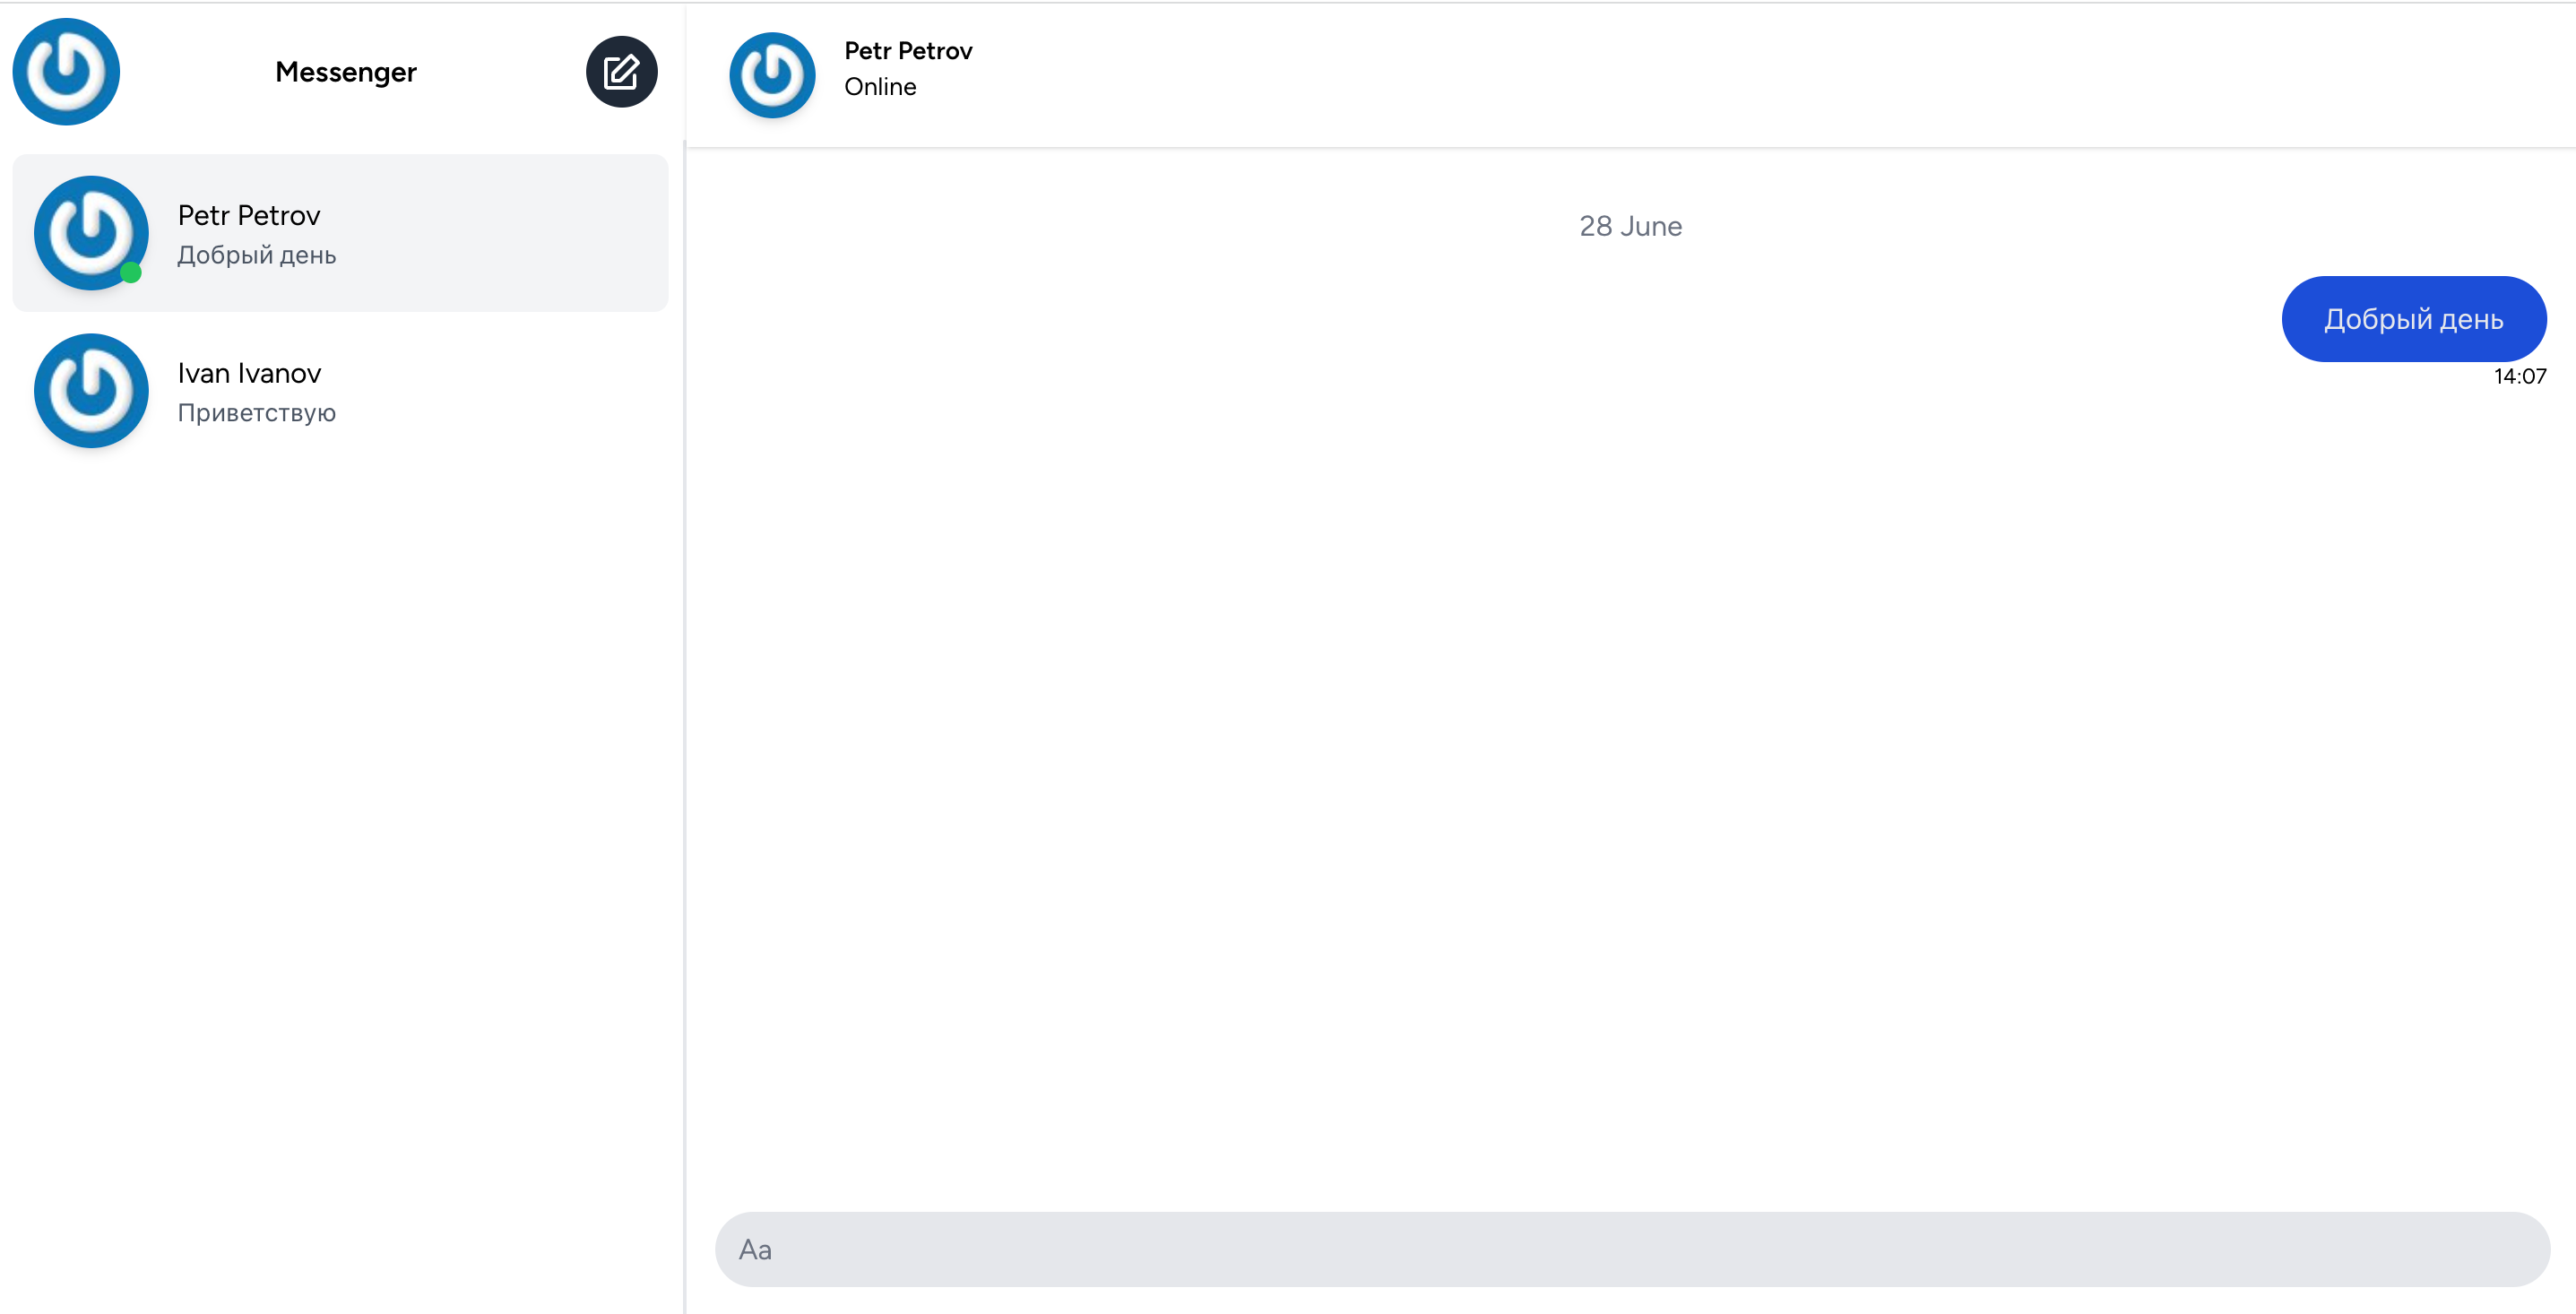 Messenger
Petr Petrov
Добрый день
Ivan Ivanov
Приветствую
Petr Petrov
Online
28 June
Добрый день
14:07
Aa